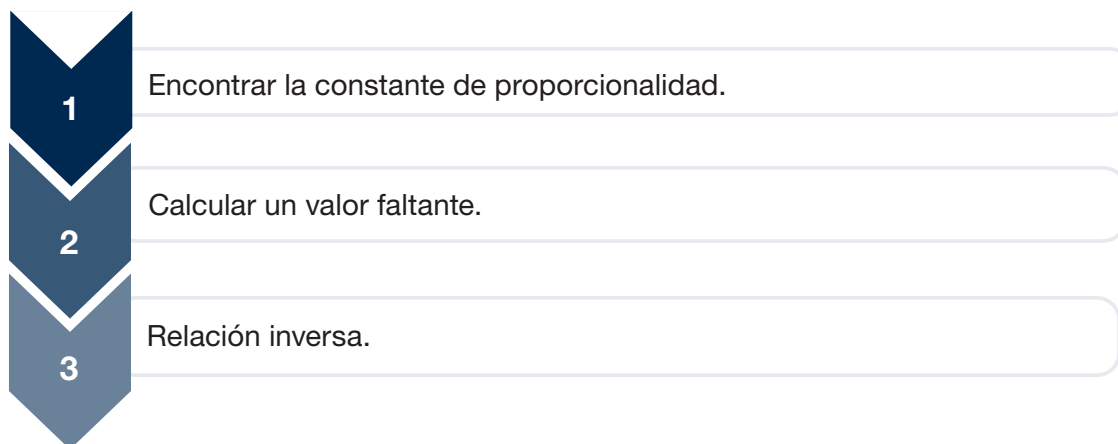 1
Encontrar la constante de proporcionalidad.
2
Calcular un valor faltante.
3
Relación inversa.